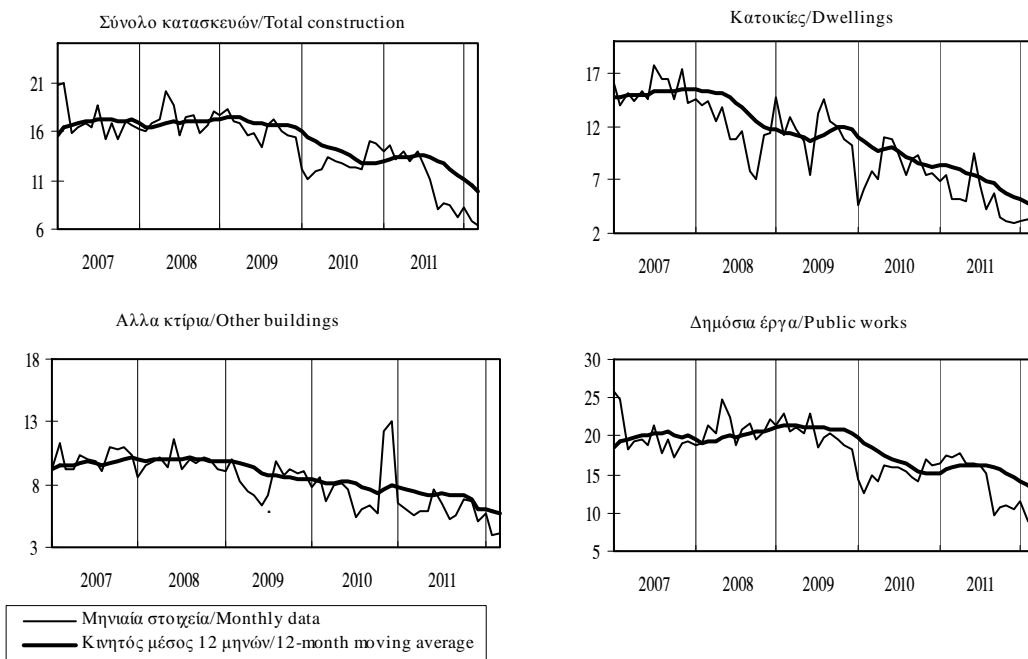 Σύνολο κατασκευών/Total construction
21
16
11
6
2007 2008 2009 2010 2011
Κατοικίες/Dwellings
17
12
7
2
2007 2008 2009 2010 2011
Αλλα κτίρια/Other buildings
18
13
8
3
2007 2008 2009 2010 2011
Δημόσια έργα/Public works
30
25
20
15
10
5
2007 2008 2009 2010 2011
Μηνιαία στοιχεία/Monthly data
Κινητός μέσος 12 μηνών/12-month moving average